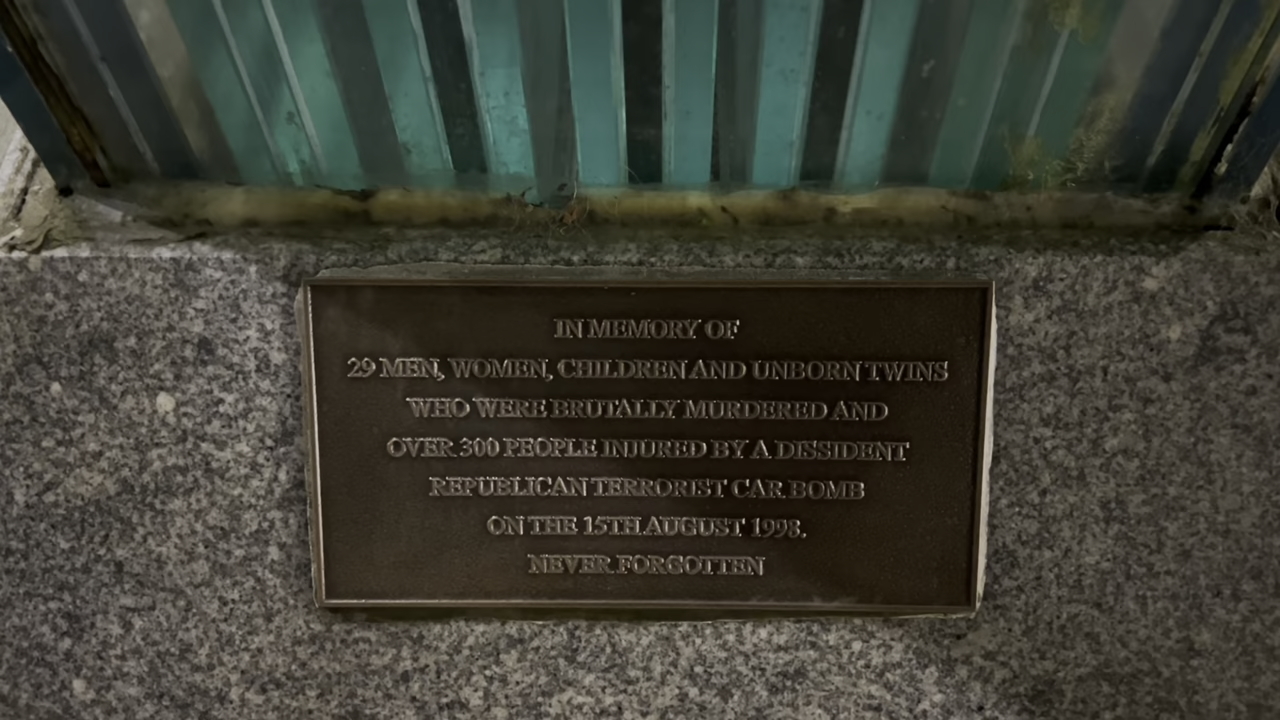 IN MEMORY OF
29 MEN, WOMEN, CHILDREN AND UNBORN TWINS
WHO WERE BRUTALLY MURDERED AND
OVER 300 PEOPLE INJURED BY A DISSIDENT
REPUBLICAN TERRORIST CAR BOMB
ON THE 15TH AUGUST 1998.
NEVER FORGOTTEN